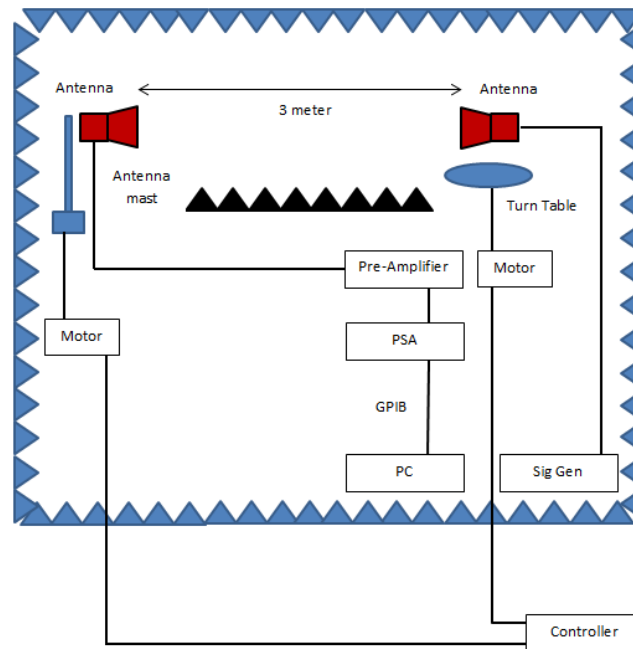 Antenna
Antenna
3 meter
Antenna
mast
Turn Table
Pre-Amplifier
Motor
Motor
PSA
GPIB
PC
Sig Gen
Controller